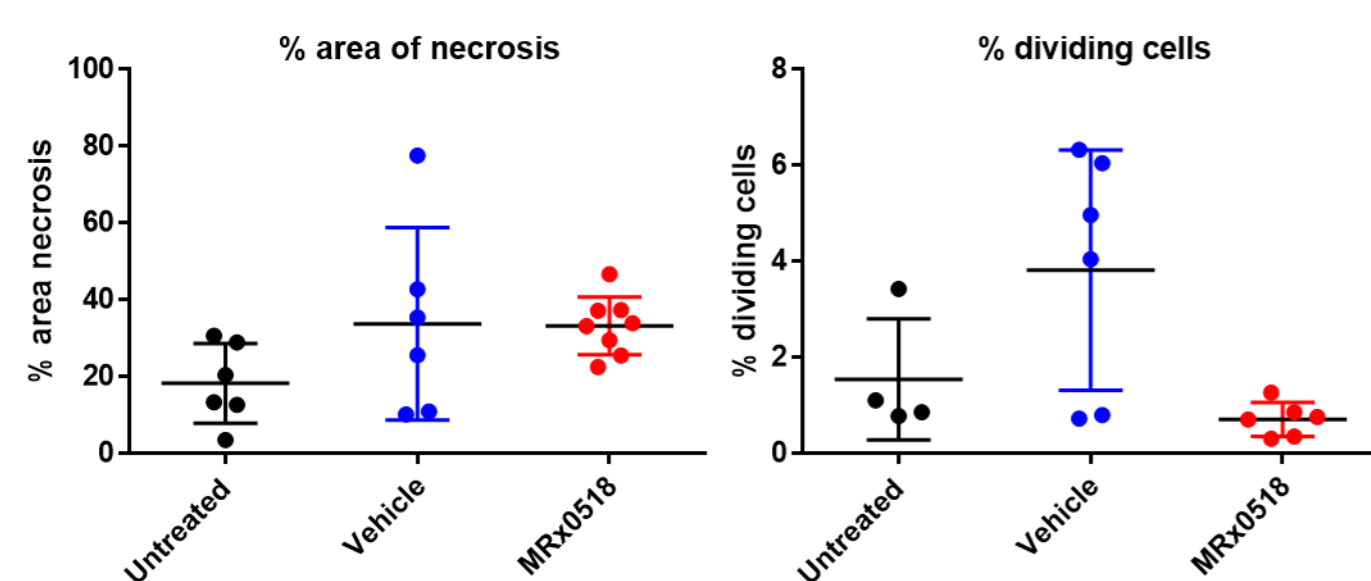 % area of necrosis
% area necrosis
100
80
60
40
20
0
Untreated
Vehicle
MRx0518
% dividing cells
% dividing cells
8
6
4
2
0
Untreated
Vehicle
MRx0518